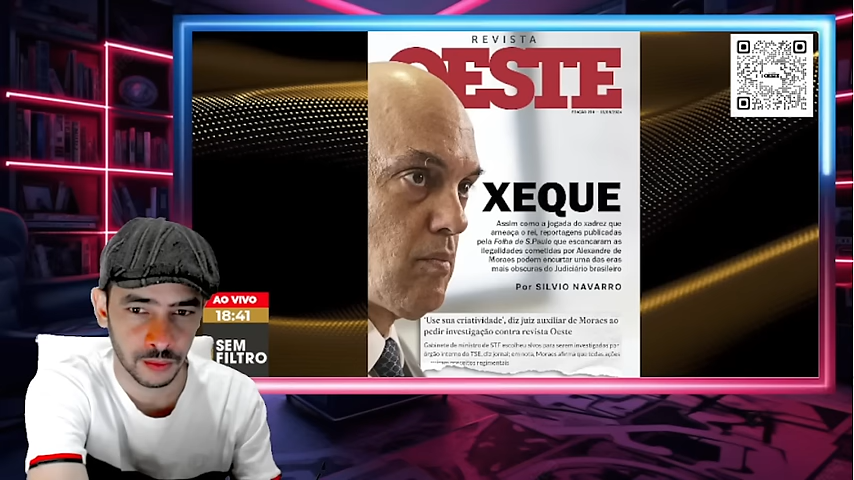 REVISTA
OESTE
XEQUE
Assim como a jogada do xadrez que
ameaça o rei, reportagens publicadas
pela Folha de S.Paulo que escancaram as
ilegalidades cometidas por Alexandre de
Moraes podem encurtar uma das eras
mais obscuras do Judiciário brasileiro
Por SILVIO NAVARRO
'Use sua criatividade', diz juiz auxiliar de Moraes ao
pedir investigação contra revista Oeste
Gabinete de ministro de STF escolheu alvos para serem investigados por
órgão interno do TSE, diz jornal; em nota, Moraes afirma que todas ações
regimentais
AO VIVO
18:41
SEM
FILTRO